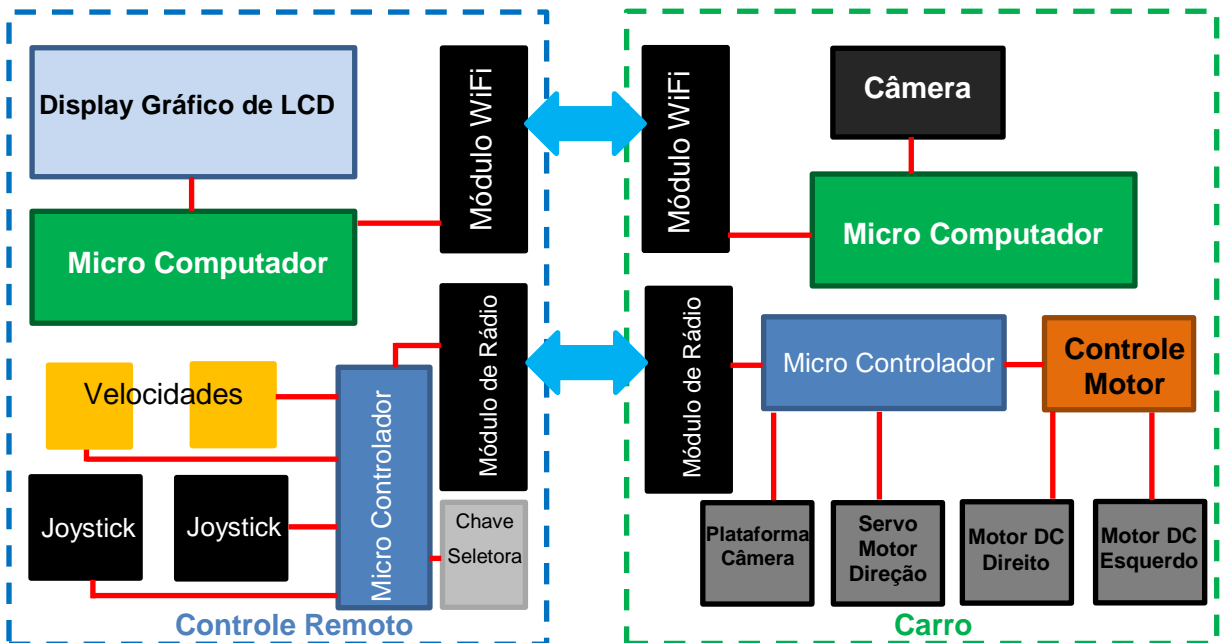 Display Gráfico de LCD
Módulo WiFi
Micro Computador
Módulo de Rádio
Velocidades
Micro Controlador
Joystick
Joystick
Chave
Seletora
Controle Remoto
Módulo WiFi
Câmera
Micro Computador
Módulo de Rádio
Micro Controlador
Controle
Motor
Plataforma
Câmera
Servo
Motor
Direção
Motor DC
Direito
Motor DC
Esquerdo
Carro